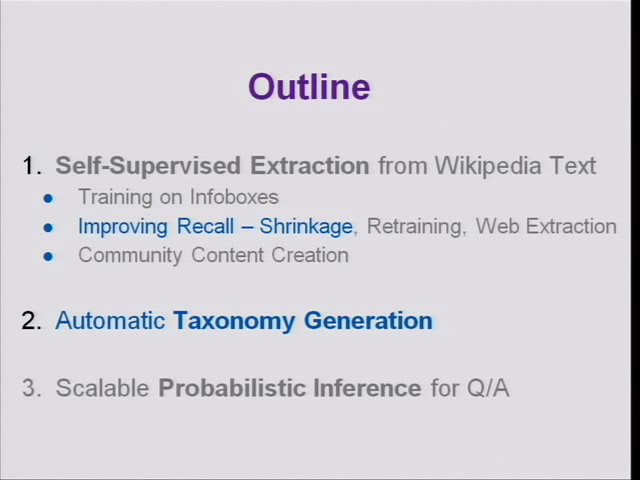 Outline
1. Self-Supervised Extraction from Wikipedia Text
• Training on Infoboxes
• Improving Recall – Shrinkage, Retraining, Web Extraction
• Community Content Creation
2. Automatic Taxonomy Generation
3. Scalable Probabilistic Inference for Q/A